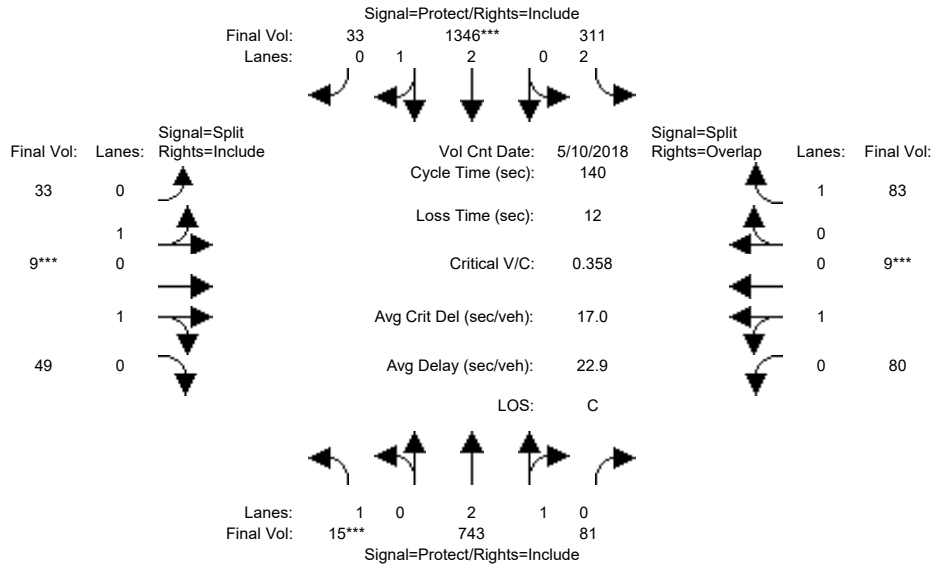 Signal=Protect/Rights=Include
Final Vol: 33 1346*** 311
Lanes: 0 1 2 0 2
Signal=Split Signal=Split
Final Vol: Lanes: Rights=Include Vol Cnt Date: 5/10/2018 Rights=Overlap Lanes: Final Vol:
Cycle Time (sec): 140
33 0 1 83
Loss Time (sec): 12
1 0
9*** 0 Critical V/C: 0.358 0 9***
1 Avg Crit Del (sec/veh): 17.0 1
49 0 Avg Delay (sec/veh): 22.9 0 80
LOS: C
Lanes: 1 0 2 1 0
Final Vol: 15*** 743 81
Signal=Protect/Rights=Include